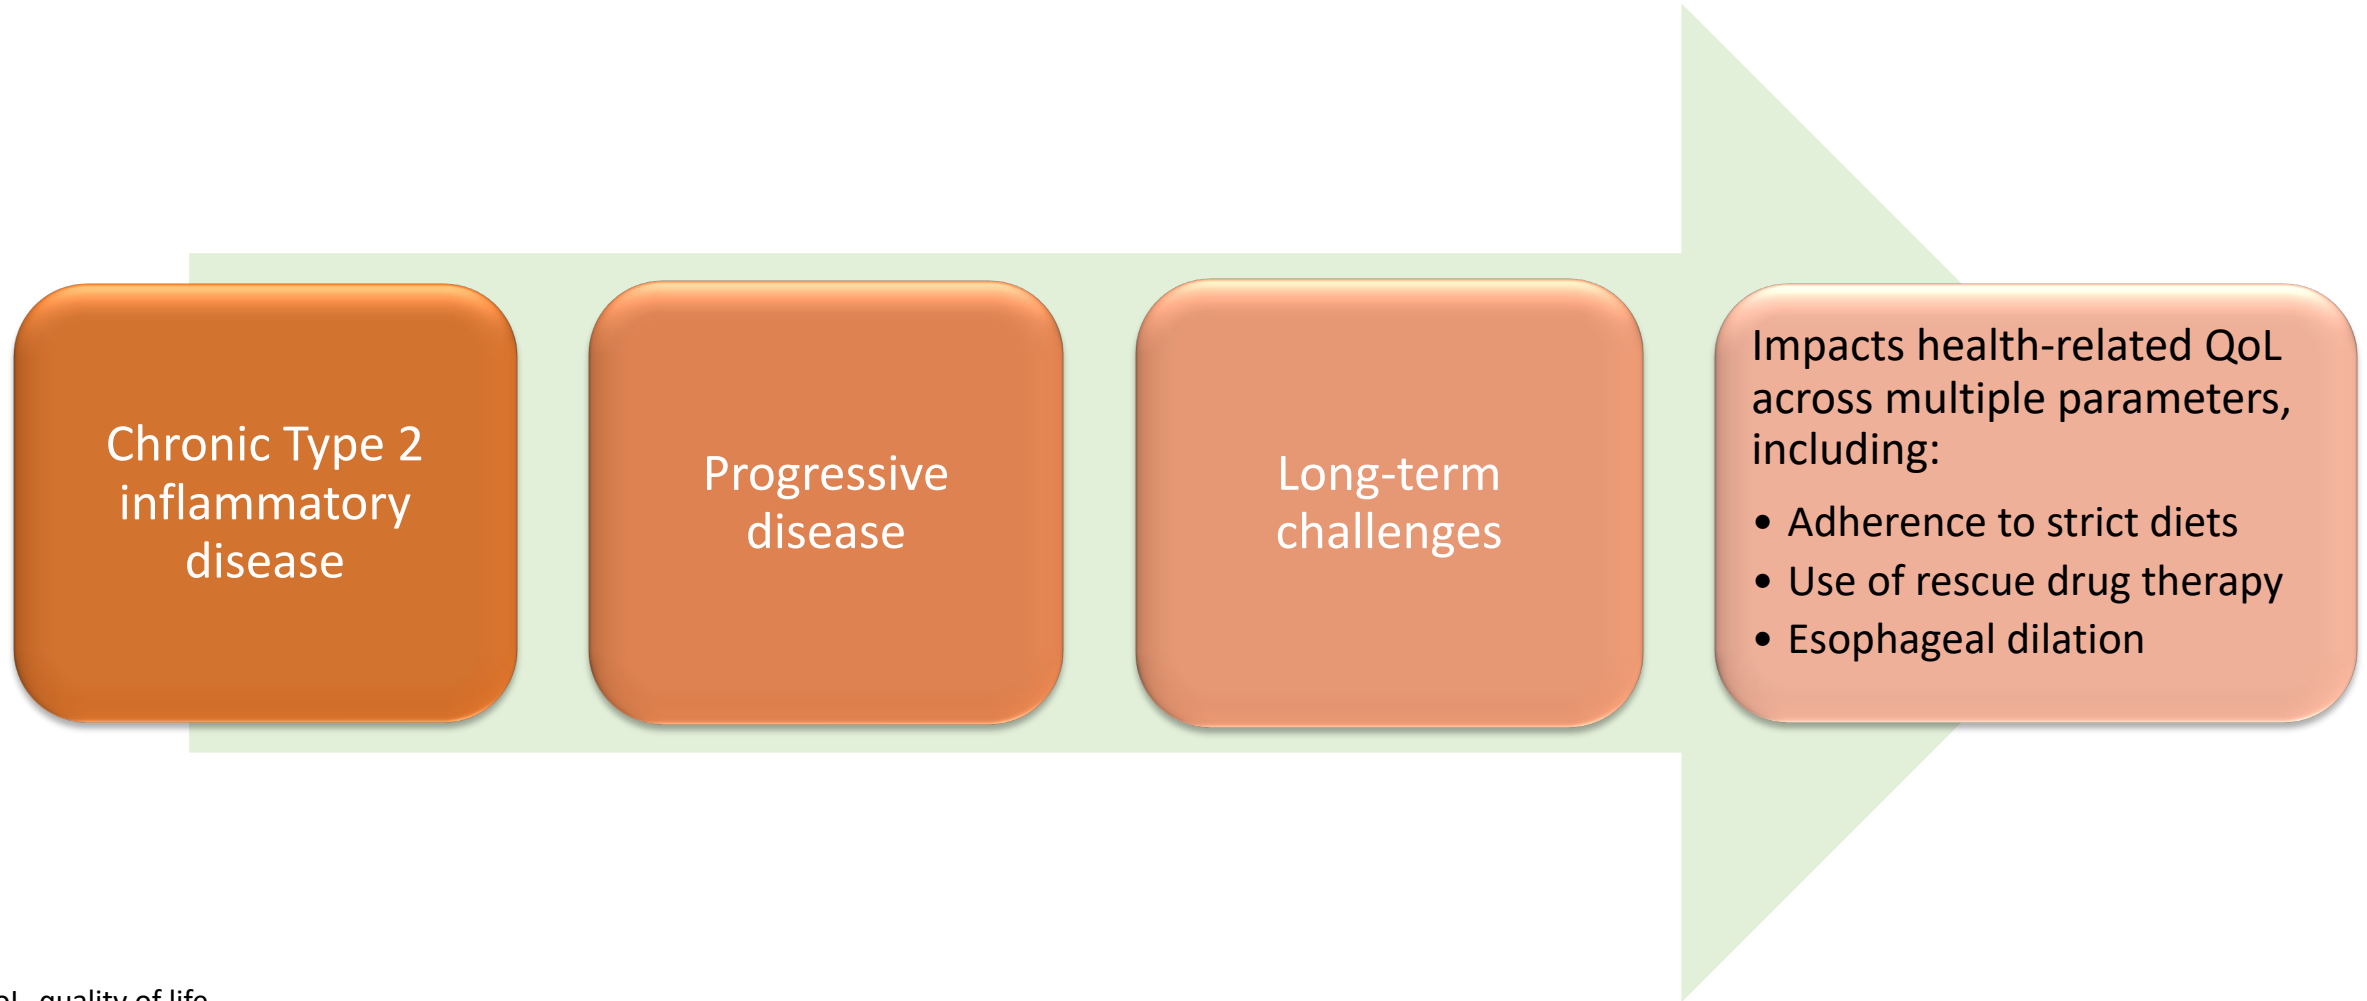 Chronic Type 2
inflammatory
disease
Progressive
disease
Long-term
challenges
Impacts health-related QoL
across multiple parameters,
including:
• Adherence to strict diets
• Use of rescue drug therapy
• Esophageal dilation
quality of life